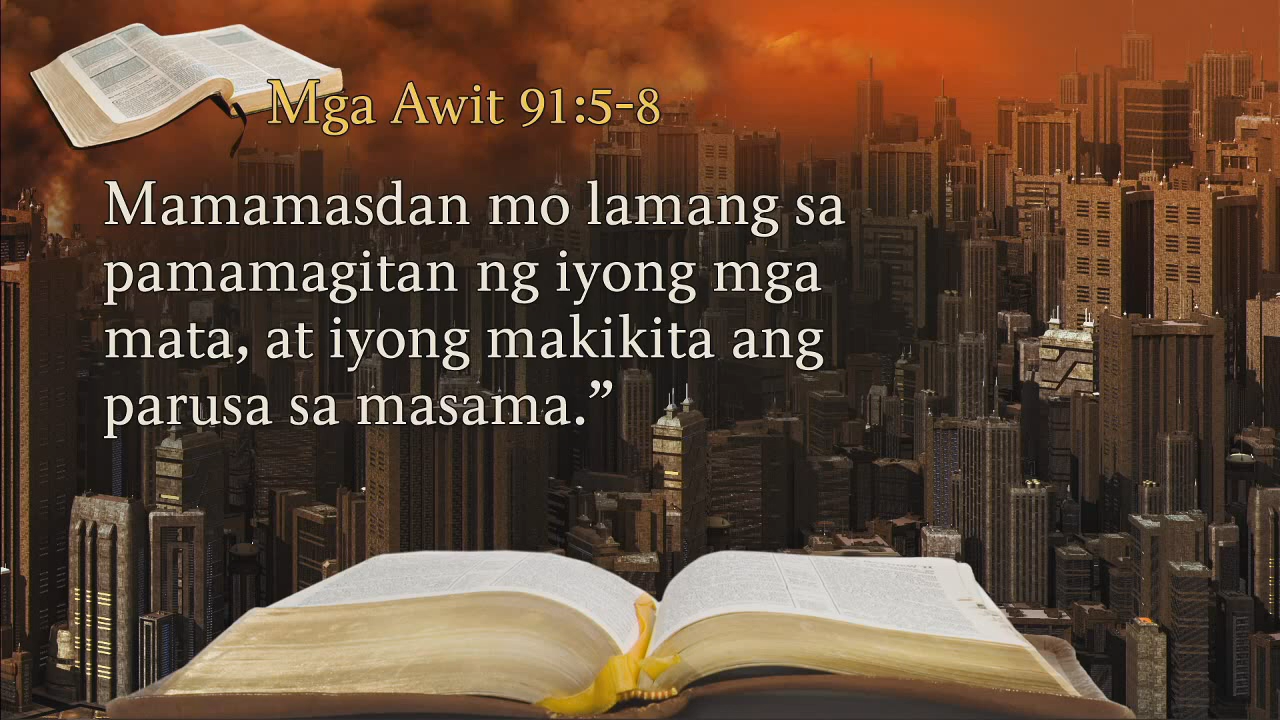 Mga Awit 91:5-8
Mamamasdan mo lamang sa
pamamagitan ng iyong mga
mata, at iyong makikita ang
parusa sa masama.”